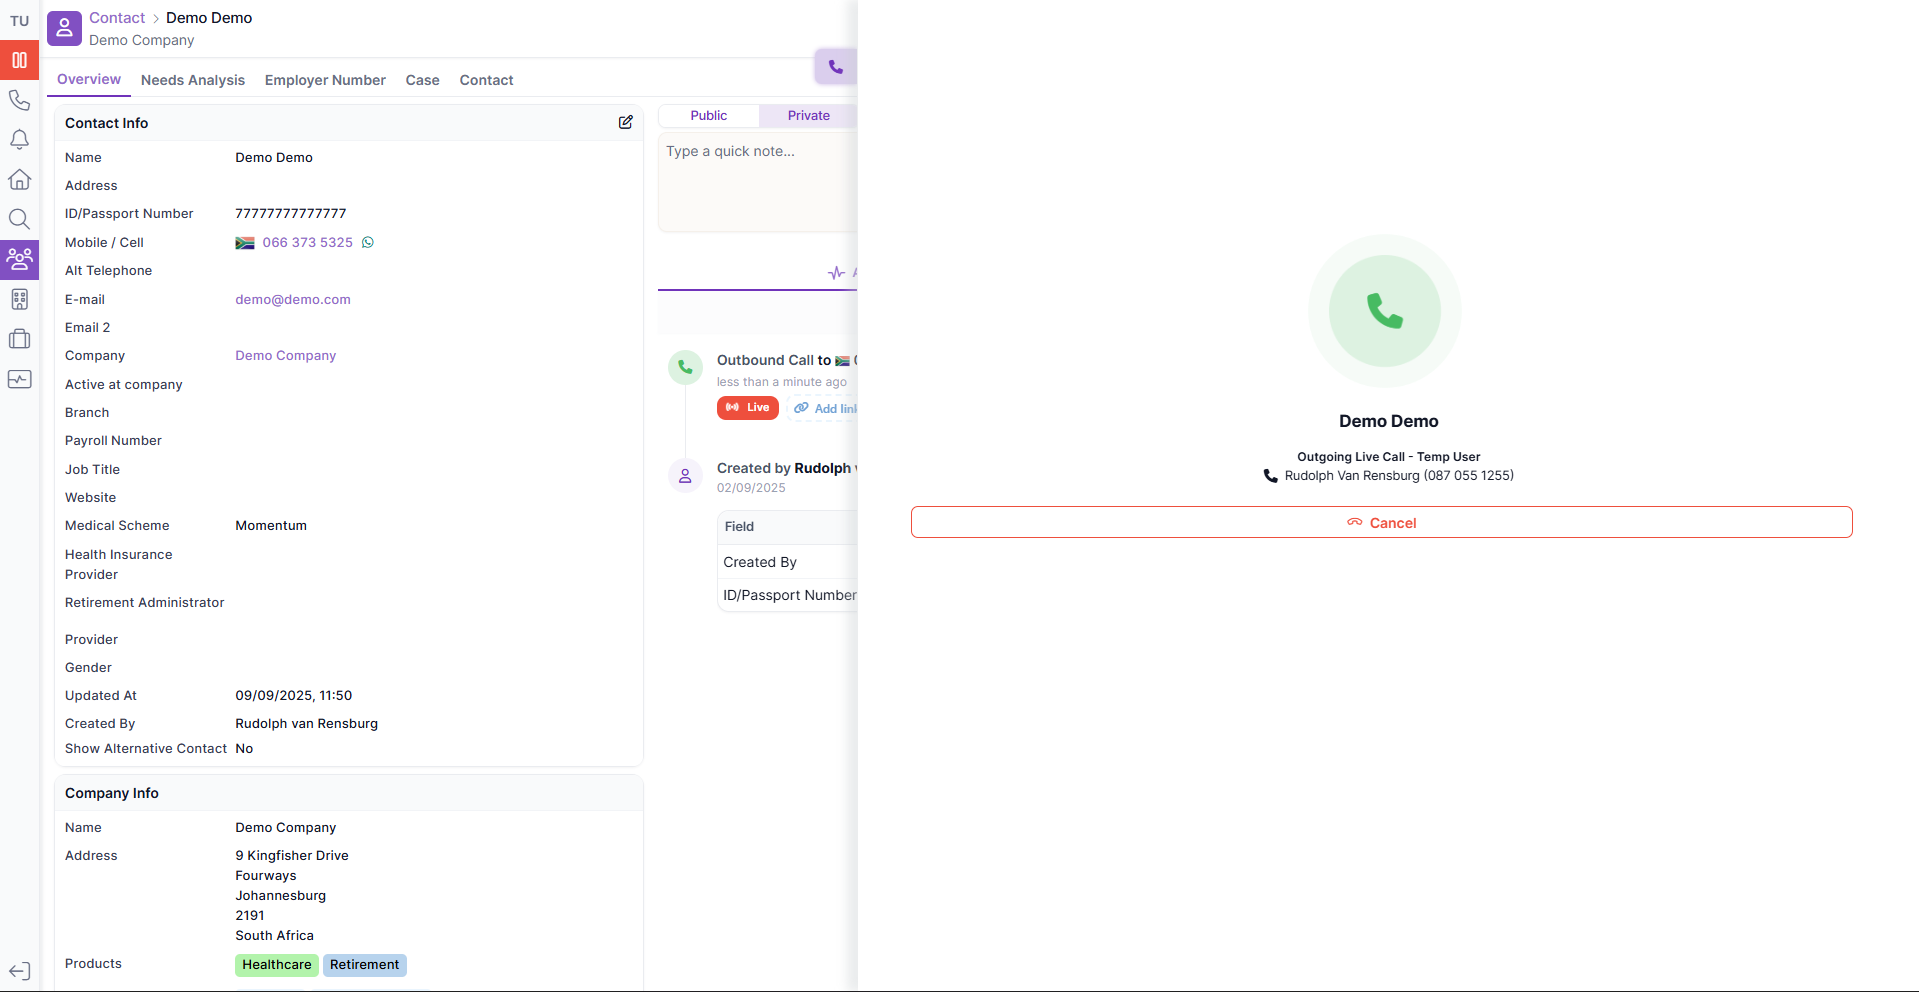 TU
Contact > Demo Demo
Demo Company
Overview Needs Analysis Employer Number Case Contact
Contact Info
Name Demo Demo
Address
ID/Passport Number 77777777777777
Mobile / Cell 066 373 5325
Alt Telephone
E-mail demo@demo.com
Email 2
Company Demo Company
Active at company
Branch
Payroll Number
Job Title
Website
Medical Scheme Momentum
Health Insurance
Provider
Retirement Administrator
Provider
Gender
Updated At 09/09/2025, 11:50
Created By Rudolph van Rensburg
Show Alternative Contact No
Company Info
Name Demo Company
Address 9 Kingfisher Drive
Fourways
Johannesburg
2191
South Africa
Products Healthcare Retirement
Public Private
Type a quick note...
Outbound Call to
less than a minute ago
Live Add link
Created by Rudolph
02/09/2025
Field
Created By
ID/Passport Number
Demo Demo
Outgoing Live Call - Temp User
Rudolph Van Rensburg (087 055 1255)
Cancel